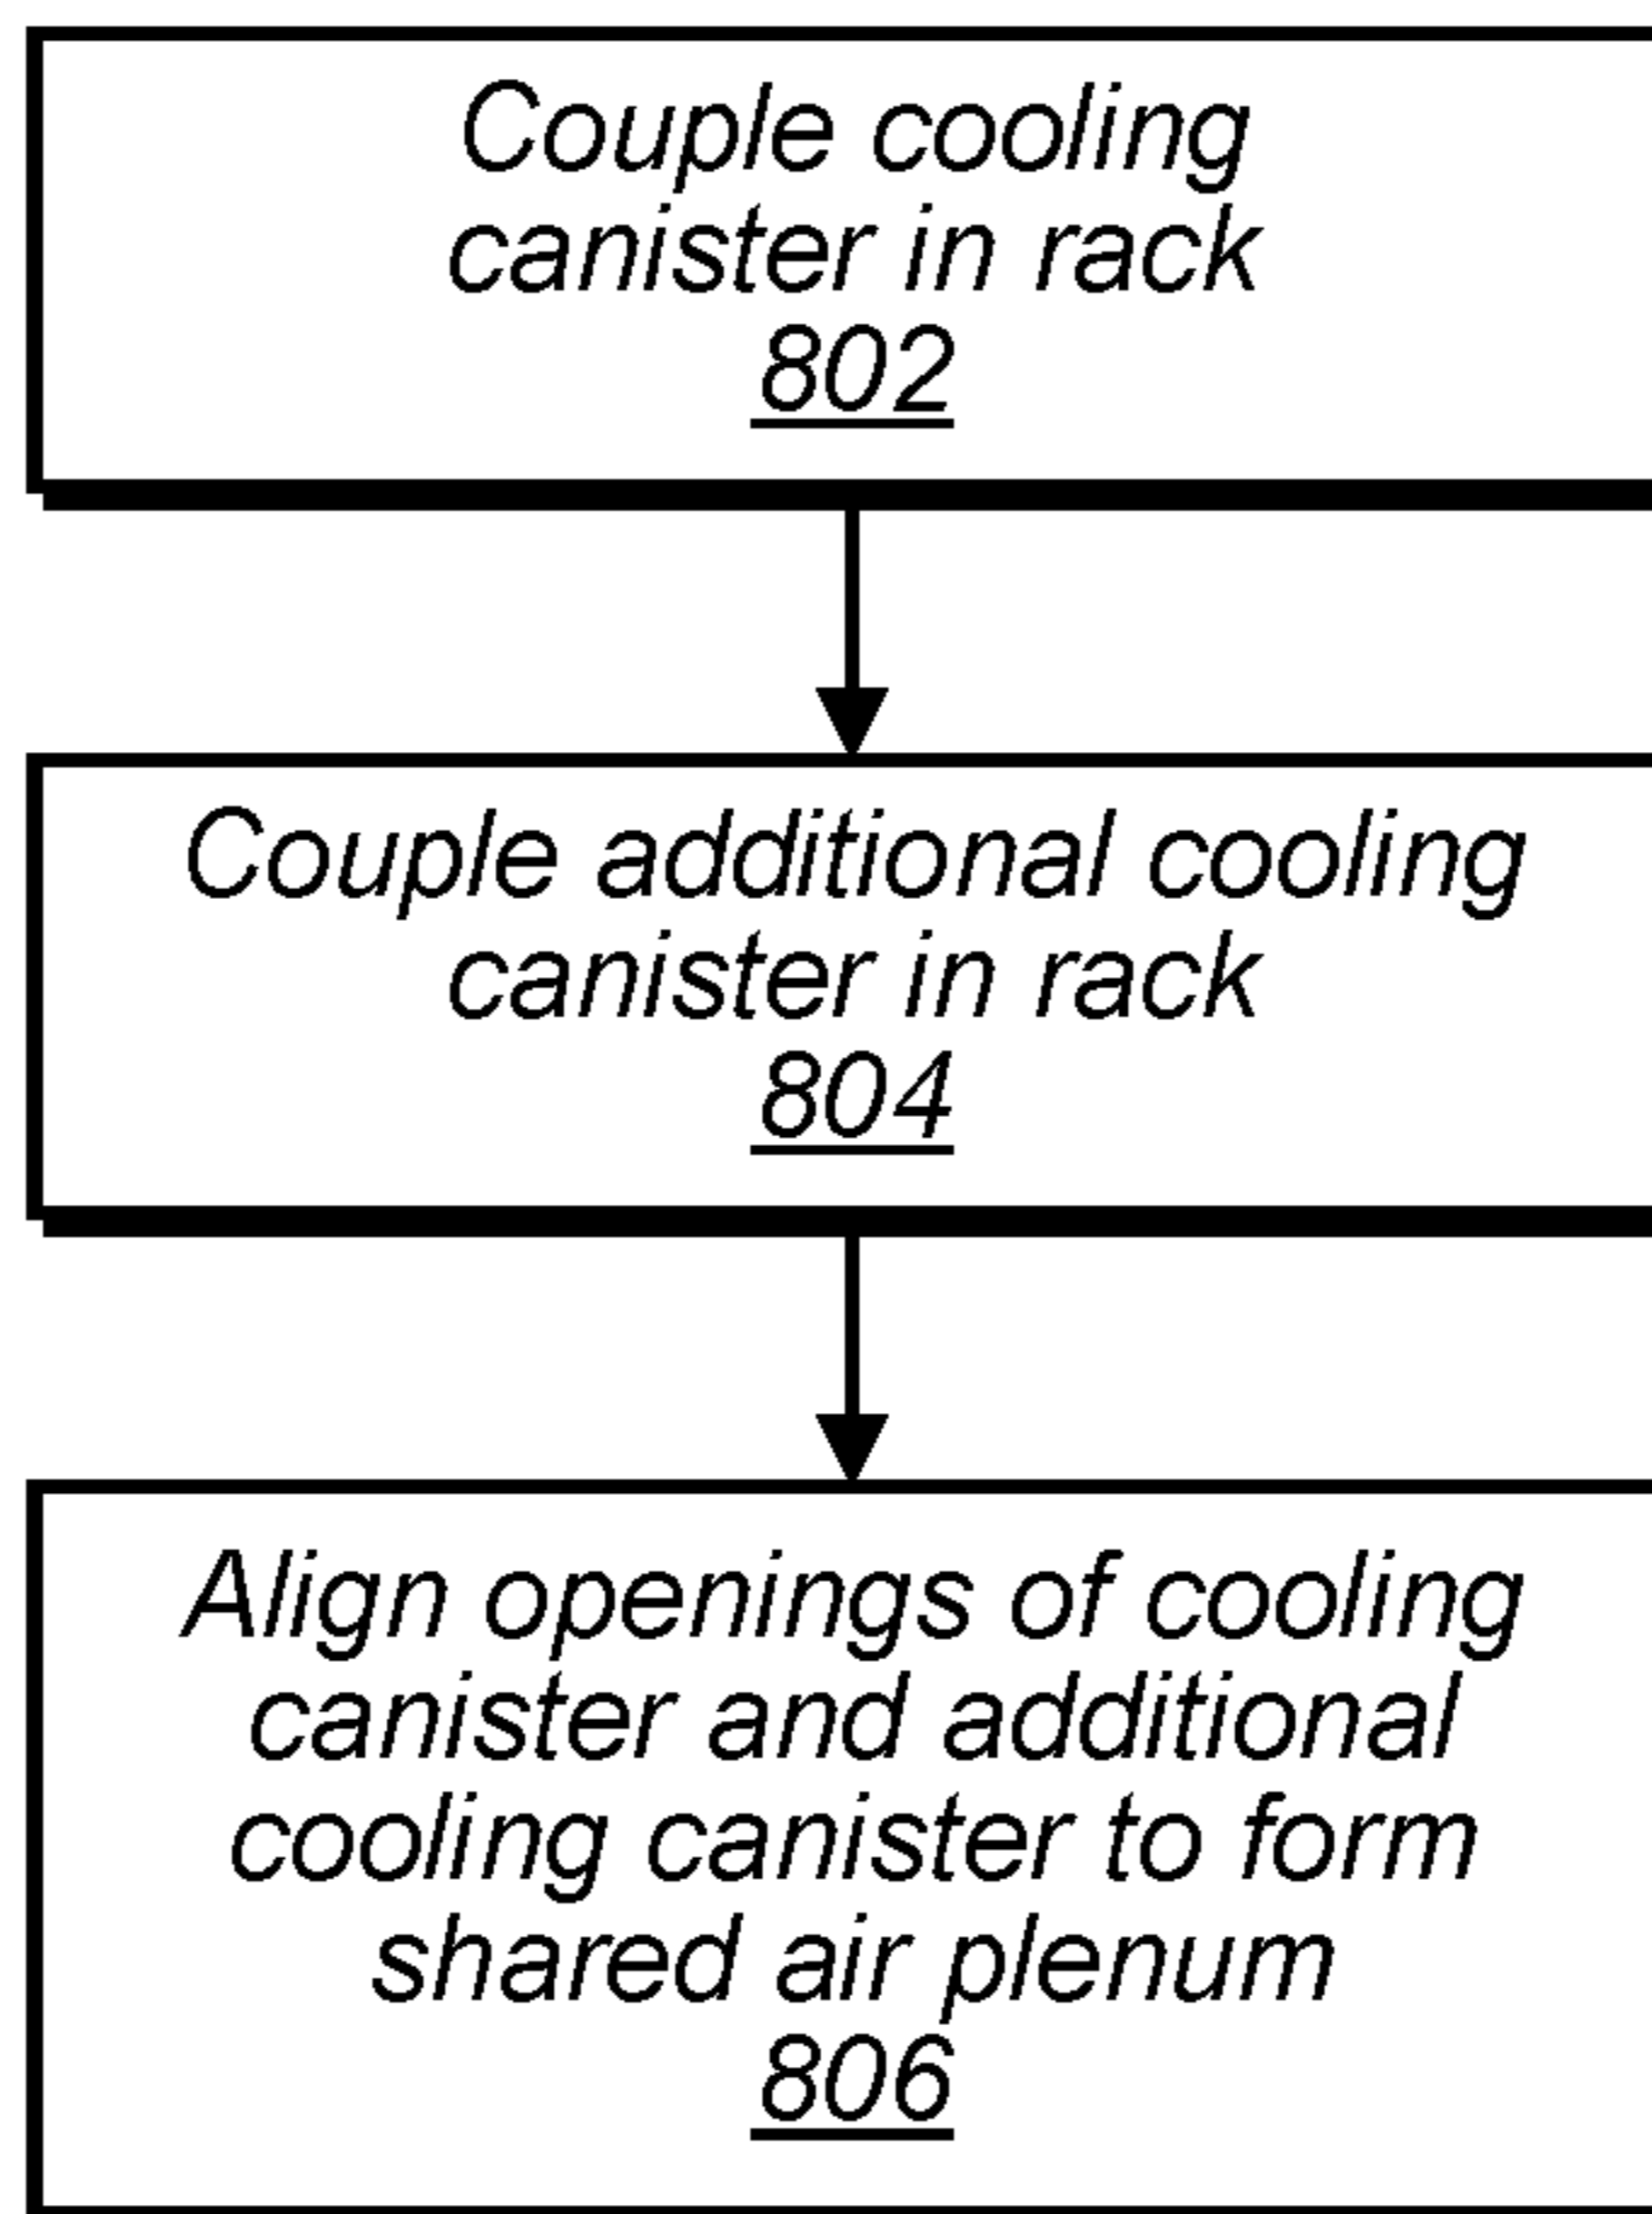 Couple cooling
canister in rack
802
Couple additional cooling
canister in rack
804
Align openings of cooling
canister and additional
cooling canister to form
shared air plenum
806